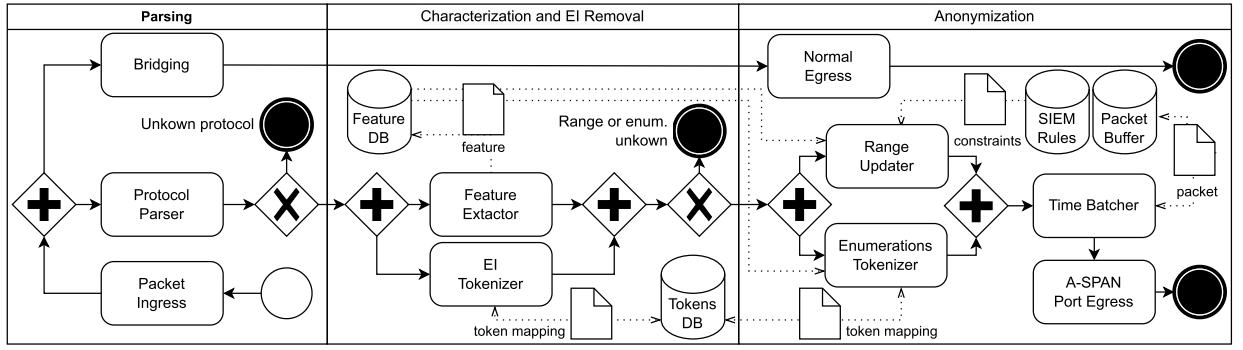 Parsing
Characterization and EI Removal
Anonymization
Bridging
Normal
Egress
Unkown protocol
Feature
DB
feature
Range or enum.
unkown
constraints
SIEM
Rules
Packet
Buffer
Range
Updater
packet
Protocol
Parser
Feature
Extactor
Time Batcher
Packet
Ingress
EI
Tokenizer
Enumerations
Tokenizer
A-SPAN
Port Egress
token mapping
Tokens
DB
token mapping